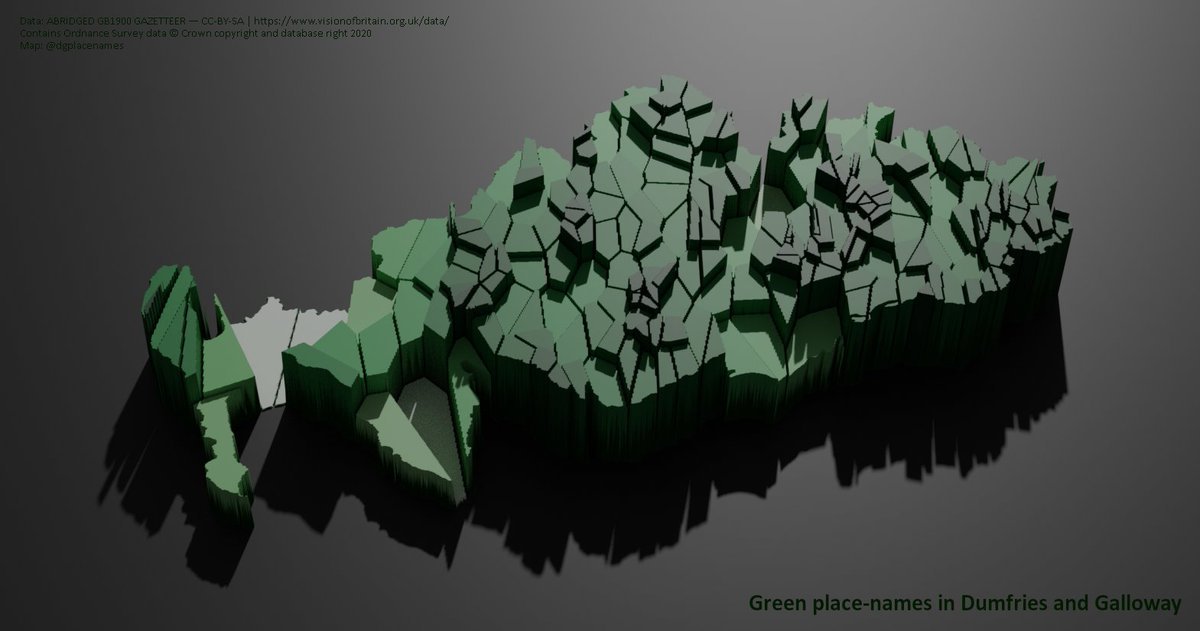 Data: ABRIDGED GB1900 GAZETTEER — CC-BY-SA | https://www.visionofbritain.org.uk/data/
Contains Ordnance Survey data © Crown copyright and database right 2020
Map: @dgplacenames
Green place-names in Dumfries and Galloway